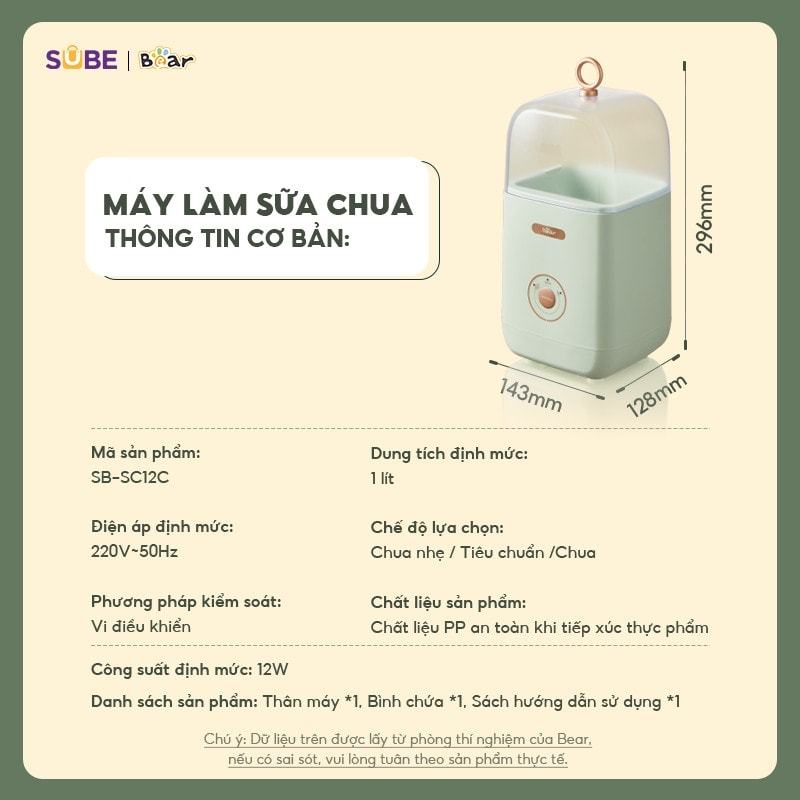 SUBE | Bear
MÁY LÀM SỮA CHUA
THÔNG TIN CƠ BẢN:
Bear
296mm
143mm
128mm
Mã sản phẩm:
SB-SC12C
Dung tích định mức:
1 lít
Điện áp định mức:
220V~50Hz
Chế độ lựa chọn:
Chua nhẹ / Tiêu chuẩn /Chua
Phương pháp kiểm soát:
Vi điều khiển
Chất liệu sản phẩm:
Chất liệu PP an toàn khi tiếp xúc thực phẩm
Công suất định mức: 12W
Danh sách sản phẩm: Thân máy *1, Bình chứa *1, Sách hướng dẫn sử dụng *1
Chú ý: Dữ liệu trên được lấy từ phòng thí nghiệm của Bear,
nếu có sai sót, vui lòng tuân theo sản phẩm thực tế.